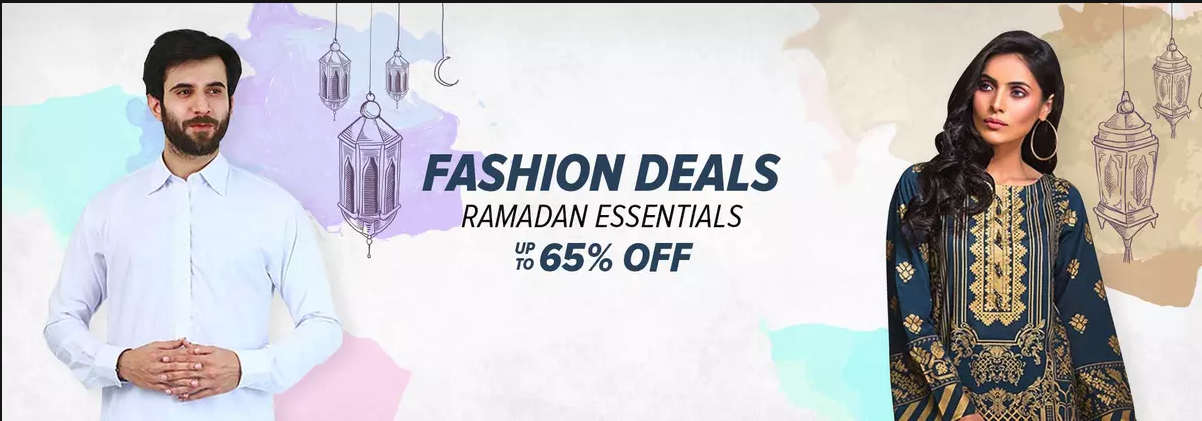 FASHION DEALS
RAMADAN ESSENTIALS
UP TO 65% OFF